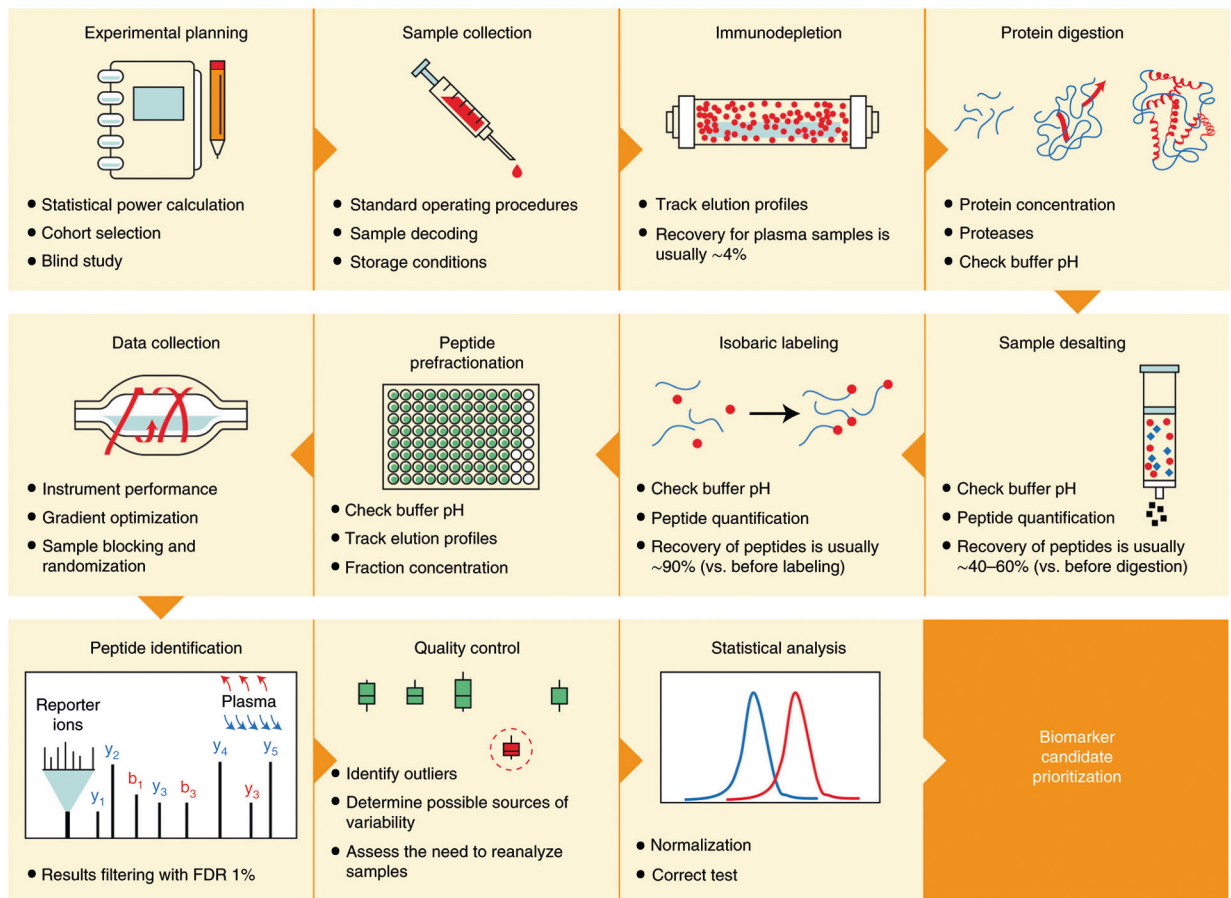 Experimental planning
• Statistical power calculation
• Cohort selection
• Blind study
Sample collection
• Standard operating procedures
• Sample decoding
• Storage conditions
Immunodepletion
• Track elution profiles
• Recovery for plasma samples is
usually ~4%
Protein digestion
• Protein concentration
• Proteases
• Check buffer pH
Sample desalting
• Check buffer pH
• Peptide quantification
• Recovery of peptides is usually
~40–60% (vs. before digestion)
Isobaric labeling
• Check buffer pH
• Peptide quantification
• Recovery of peptides is usually
~90% (vs. before labeling)
Peptide
prefractionation
• Check buffer pH
• Track elution profiles
• Fraction concentration
Data collection
• Instrument performance
• Gradient optimization
• Sample blocking and
randomization
Peptide identification
Reporter
ions
Plasma
y1
y2
b1
y3
b3
y4
y3
y5
• Results filtering with FDR 1%
Quality control
• Identify outliers
• Determine possible sources of
variability
• Assess the need to reanalyze
samples
Statistical analysis
• Normalization
• Correct test
Biomarker
candidate
prioritization